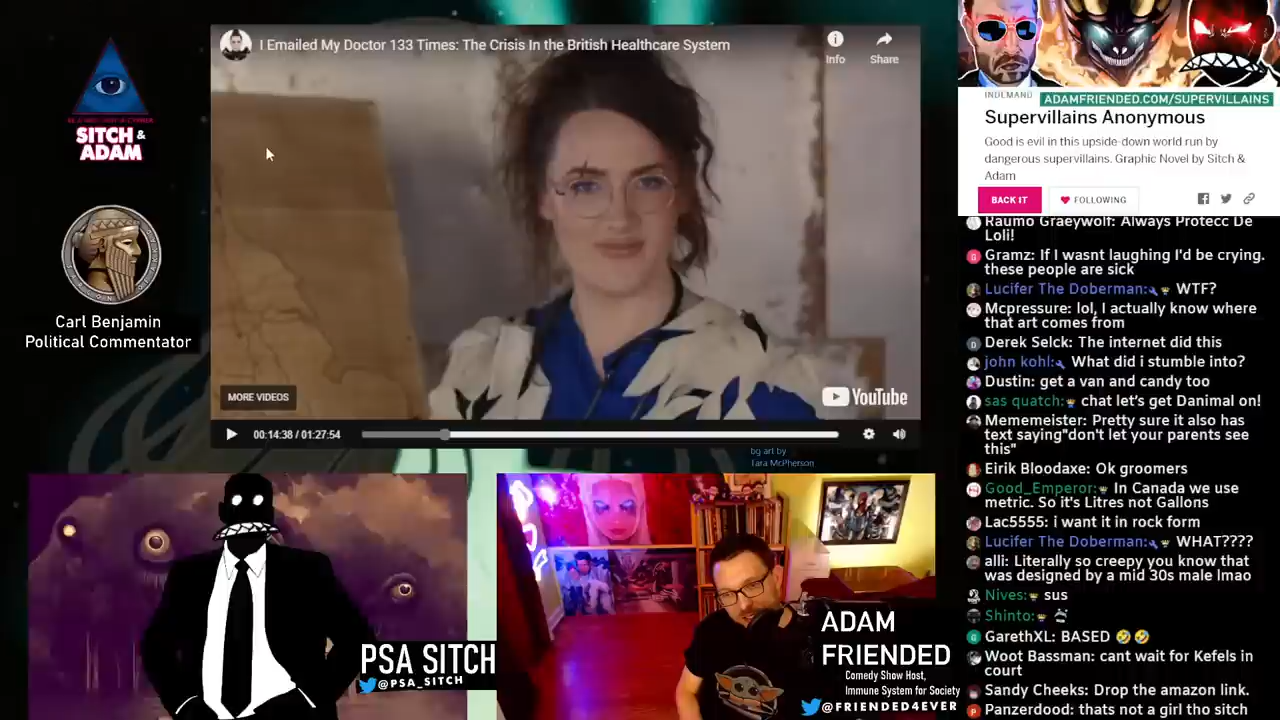 I Emailed My Doctor 133 Times: The Crisis In the British Healthcare System
Info
Share
MORE VIDEOS
YouTube
00:14:38 / 01:27:54
SITCH &
ADAM
Carl Benjamin
Political Commentator
bg art by
Tara McPherson
PSA SITCH
@PSA_SITCH
ADAM
FRIENDED
Comedy Show Host,
Immune System for Society
@FRIENDED4EVER
INDEMAND
ADAMFRIENDED.COM/SUPERVILLAINS
Supervillains Anonymous
Good is evil in this upside-down world run by
dangerous supervillains. Graphic Novel by Sitch &
Adam
BACK IT
FOLLOWING
Raumo Graeywolf: Always Protecc De
Loli!
Gramz: If I wasnt laughing I'd be crying.
these people are sick
Lucifer The Doberman: WTF?
Mcpressure: lol, I actually know where
that art comes from
Derek Selck: The internet did this
john kohl: What did i stumble into?
Dustin: get a van and candy too
sas quatch: chat let's get Danimal on!
Mememeister: Pretty sure it also has
text saying"don't let your parents see
this"
Eirik Bloodaxe: Ok groomers
Good_Emperor: In Canada we use
metric. So it's Litres not Gallons
Lac5555: i want it in rock form
Lucifer The Doberman: WHAT????
alli: Literally so creepy you know that
was designed by a mid 30s male lmao
Nives: sus
Shinto:
GarethXL: BASED 🤣🤣
Woot Bassman: cant wait for Kefels in
court
Sandy Cheeks: Drop the amazon link.
Panzerdood: thats not a girl tho sitch